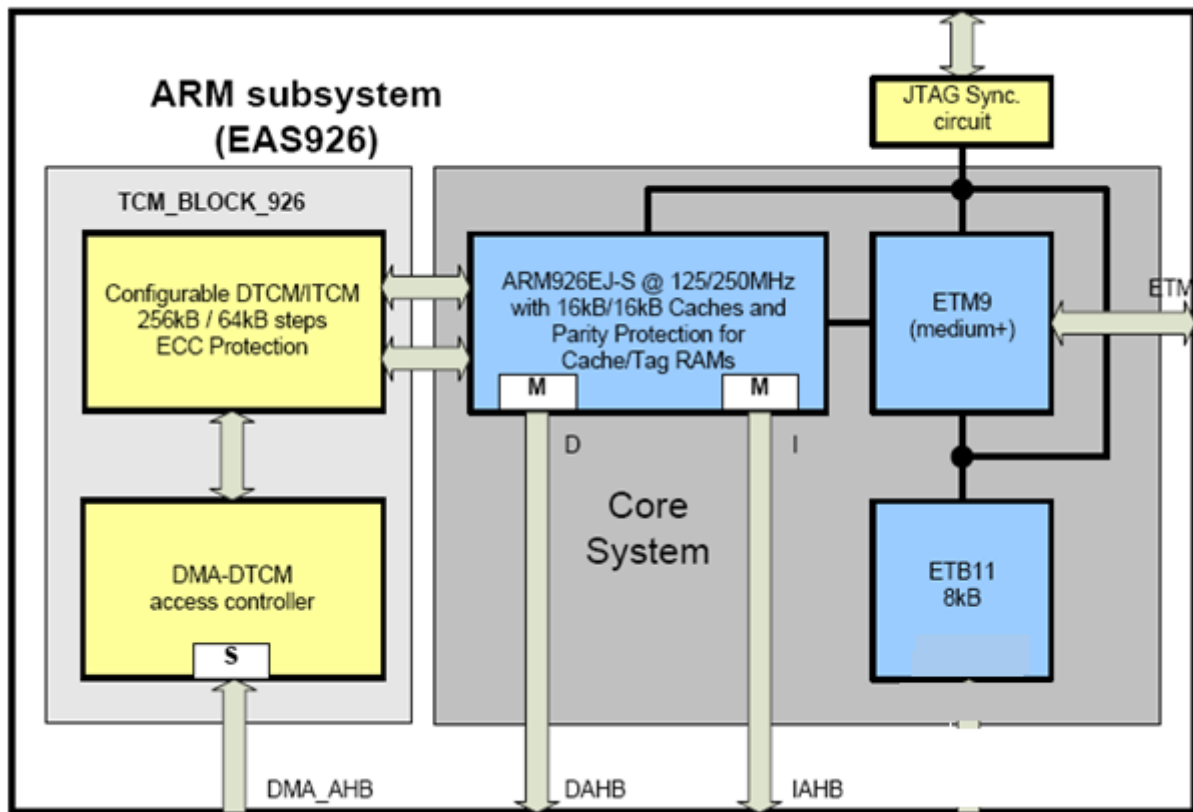 ARM subsystem
(EAS926)
JTAG Sync.
circuit
TCM_BLOCK_926
Configurable DTCM/ITCM
256kB / 64kB steps
ECC Protection
ARM926EJ-S @ 125/250MHz
with 16kB/16kB Caches and
Parity Protection for
Cache/Tag RAMs
M
M
ETM9
(medium+)
ETM
D
I
Core
System
DMA-DTCM
access controller
S
ETB11
8kB
DMA_AHB
DAHB
IAHB